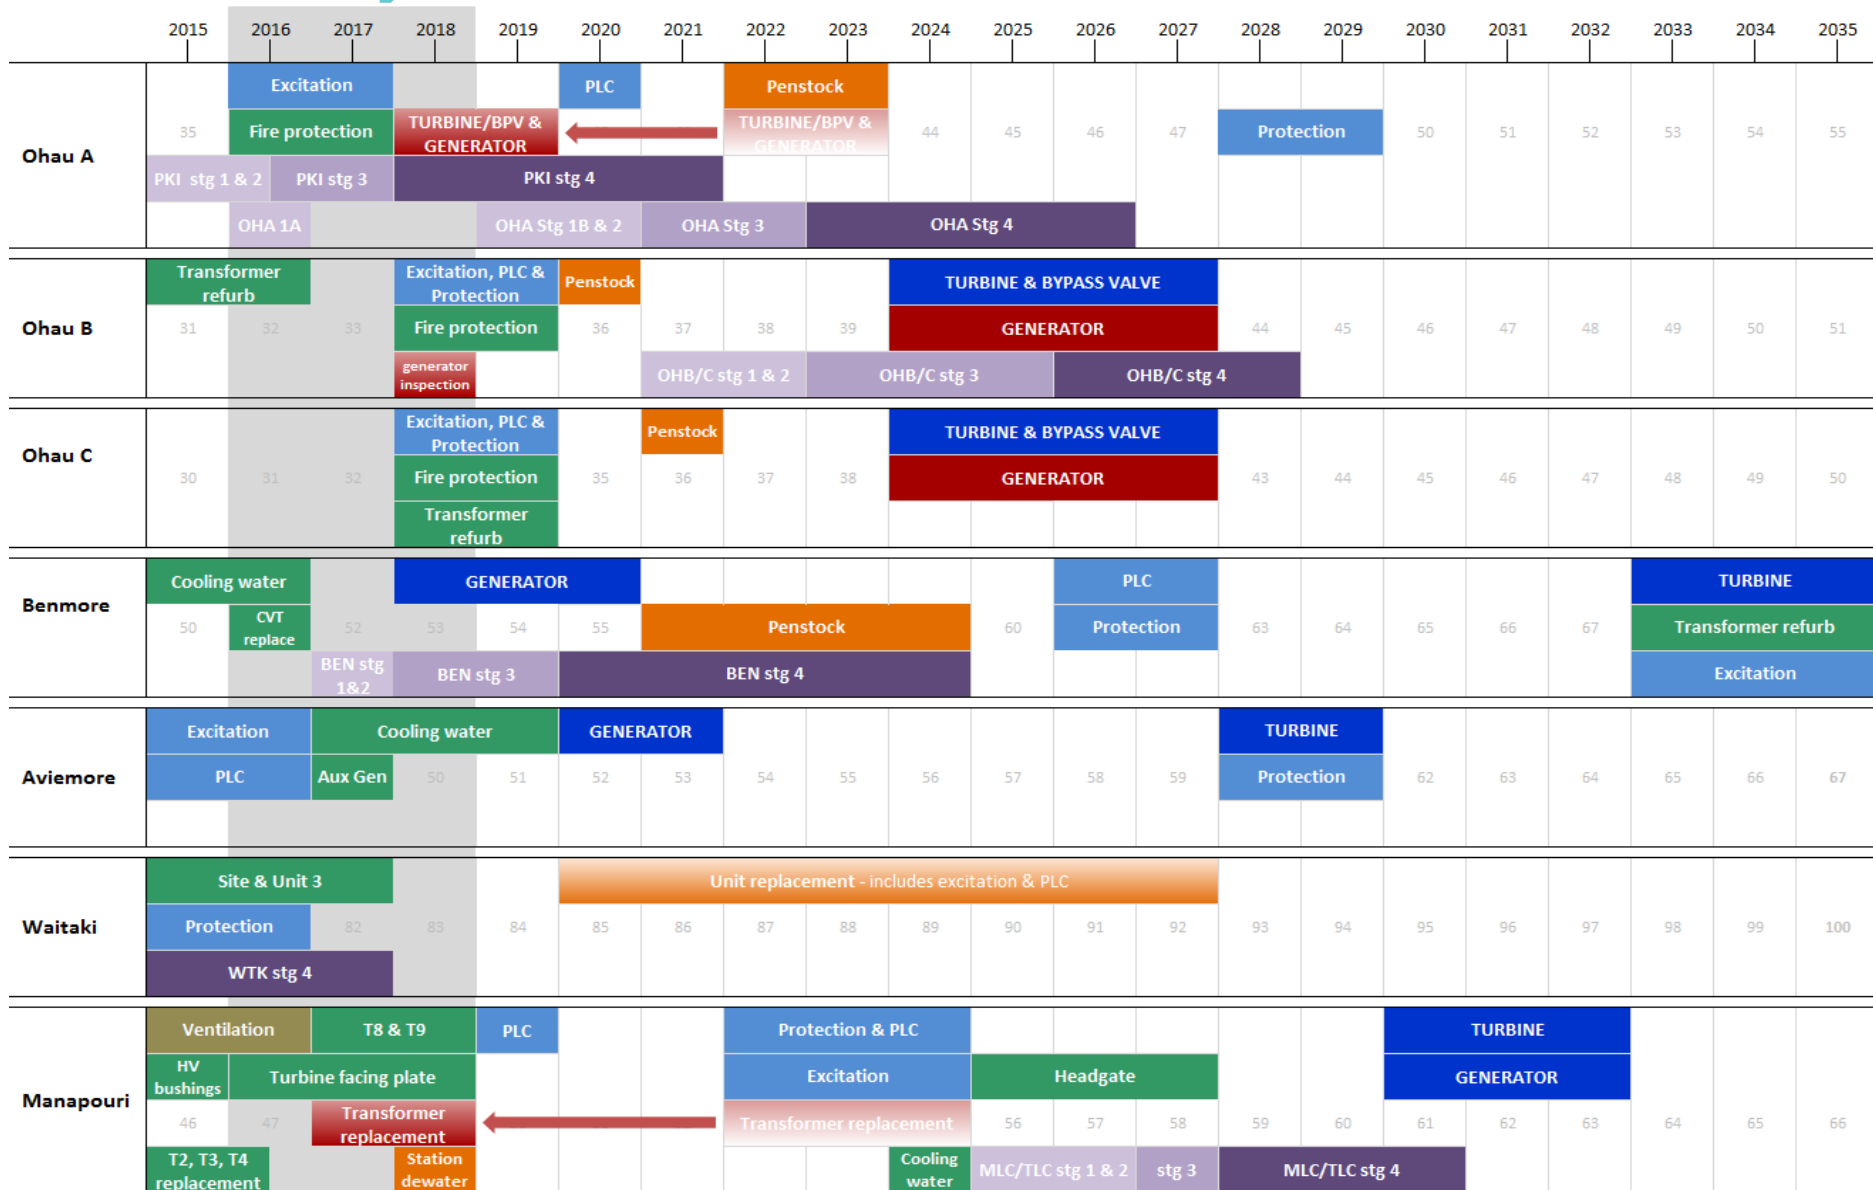 2015 2016 2017 2018 2019 2020 2021 2022 2023 2024 2025 2026 2027 2028 2029 2030 2031 2032 2033 2034 2035
Ohau A
Excitation PLC Penstock
35 Fire protection TURBINE/BPV & GENERATOR TURBINE/BPV & GENERATOR 44 45 46 47 Protection 50 51 52 53 54 55
PKI stg 1 & 2 PKI stg 3 PKI stg 4
OHA 1A OHA Stg 1B & 2 OHA Stg 3 OHA Stg 4
Ohau B
Transformer refurb Excitation, PLC & Protection Penstock TURBINE & BYPASS VALVE
31 32 33 Fire protection 36 37 38 39 GENERATOR 44 45 46 47 48 49 50 51
generator inspection OHB/C stg 1 & 2 OHB/C stg 3 OHB/C stg 4
Ohau C
Excitation, PLC & Protection Penstock TURBINE & BYPASS VALVE
30 31 32 Fire protection 35 36 37 38 GENERATOR 43 44 45 46 47 48 49 50
Transformer refurb
Benmore
Cooling water GENERATOR PLC TURBINE
50 CVT replace 52 53 54 55 Penstock 60 Protection 63 64 65 66 67 Transformer refurb
BEN stg 1&2 BEN stg 3 BEN stg 4 Excitation
Aviemore
Excitation Cooling water GENERATOR TURBINE
PLC Aux Gen 50 51 52 53 54 55 56 57 58 59 Protection 62 63 64 65 66 67
Waitaki
Site & Unit 3 Unit replacement - includes excitation & PLC
Protection 82 83 84 85 86 87 88 89 90 91 92 93 94 95 96 97 98 99 100
WTK stg 4
Manapouri
Ventilation T8 & T9 PLC Protection & PLC TURBINE
HV bushings Turbine facing plate Excitation Headgate GENERATOR
46 47 Transformer replacement Transformer replacement 56 57 58 59 60 61 62 63 64 65 66
T2, T3, T4 replacement Station dewater Cooling water MLC/TLC stg 1 & 2 stg 3 MLC/TLC stg 4